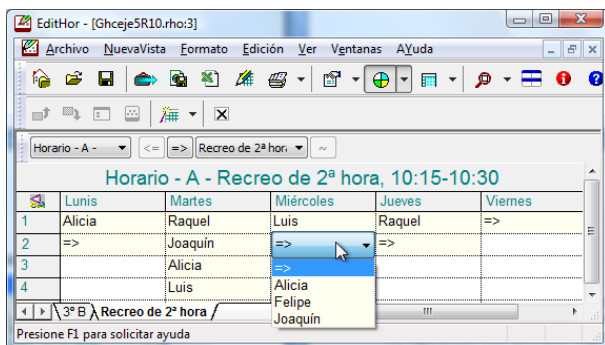 EditHor - [Ghceje5R10.rho:3]
Archivo NuevaVista Formato Edición Ver Ventanas AYuda
Horario - A - <= => Recreo de 2ª hora ~
Horario - A - Recreo de 2ª hora, 10:15-10:30
Lunis Martes Miércoles Jueves Viernes
1 Alicia Raquel Luis Raquel =>
2 => Joaquín => =>
3 Alicia =>
4 Luis Alicia
Felipe
Joaquín
3º B Recreo de 2ª hora
Presione F1 para solicitar ayuda